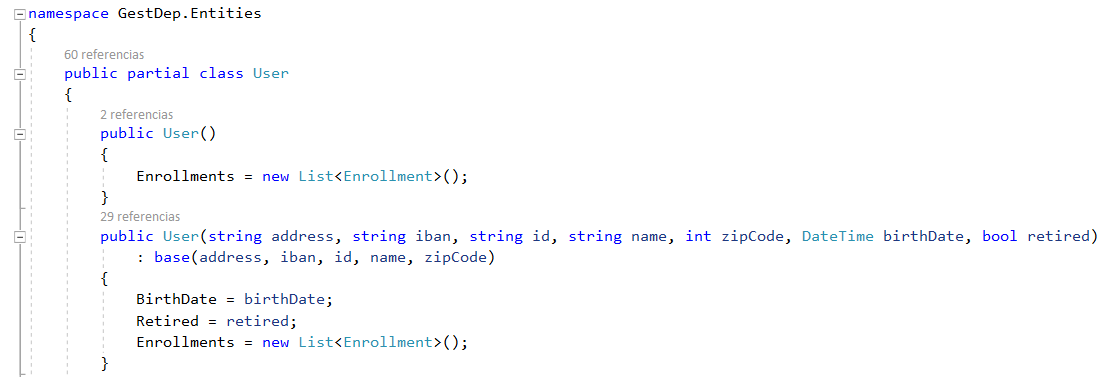 namespace GestDep.Entities
{
60 referencias
public partial class User
{
2 referencias
public User()
{
Enrollments = new List<Enrollment>();
}
29 referencias
public User(string address, string iban, string id, string name, int zipCode, DateTime birthDate, bool retired)
: base(address, iban, id, name, zipCode)
{
BirthDate = birthDate;
Retired = retired;
Enrollments = new List<Enrollment>();
}